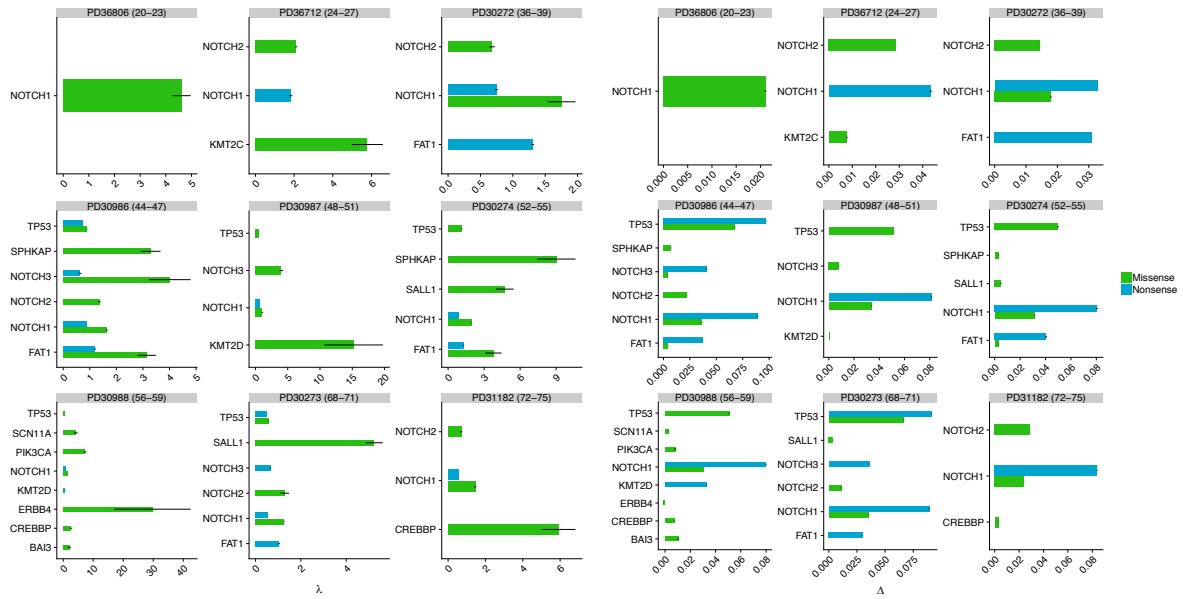 PD36806 (20−23)
PD36712 (24−27)
PD30272 (36−39)
NOTCH1
0 1 2 3 4 5
NOTCH2
NOTCH1
KMT2C
0 2 4 6
NOTCH2
NOTCH1
FAT1
0.0 0.5 1.0 1.5 2.0
PD30986 (44−47)
PD30987 (48−51)
PD30274 (52−55)
TP53
SPHKAP
NOTCH3
NOTCH2
NOTCH1
FAT1
0 1 2 3 4 5
TP53
NOTCH3
NOTCH1
KMT2D
0 5 10 15 20
TP53
SPHKAP
SALL1
NOTCH1
FAT1
0 3 6 9
PD30988 (56−59)
PD30273 (68−71)
PD31182 (72−75)
TP53
SCN11A
PIK3CA
NOTCH1
KMT2D
ERBB4
CREBBP
BAI3
0 10 20 30 40
TP53
SALL1
NOTCH3
NOTCH2
NOTCH1
FAT1
0 2 4
NOTCH2
NOTCH1
CREBBP
0 2 4 6
λ
PD36806 (20−23)
PD36712 (24−27)
PD30272 (36−39)
NOTCH1
0.000 0.005 0.010 0.015 0.020
NOTCH2
NOTCH1
KMT2C
0.00 0.01 0.02 0.03 0.04
NOTCH2
NOTCH1
FAT1
0.00 0.01 0.02 0.03
PD30986 (44−47)
PD30987 (48−51)
PD30274 (52−55)
TP53
SPHKAP
NOTCH3
NOTCH2
NOTCH1
FAT1
0.000 0.025 0.050 0.075 0.100
TP53
NOTCH3
NOTCH1
KMT2D
0.00 0.02 0.04 0.06 0.08
TP53
SPHKAP
SALL1
NOTCH1
FAT1
0.00 0.02 0.04 0.06 0.08
PD30988 (56−59)
PD30273 (68−71)
PD31182 (72−75)
TP53
SCN11A
PIK3CA
NOTCH1
KMT2D
ERBB4
CREBBP
BAI3
0.00 0.02 0.04 0.06 0.08
TP53
SALL1
NOTCH3
NOTCH2
NOTCH1
FAT1
0.000 0.025 0.050 0.075
NOTCH2
NOTCH1
CREBBP
0.00 0.02 0.04 0.06 0.08
Δ
Missense
Nonsense